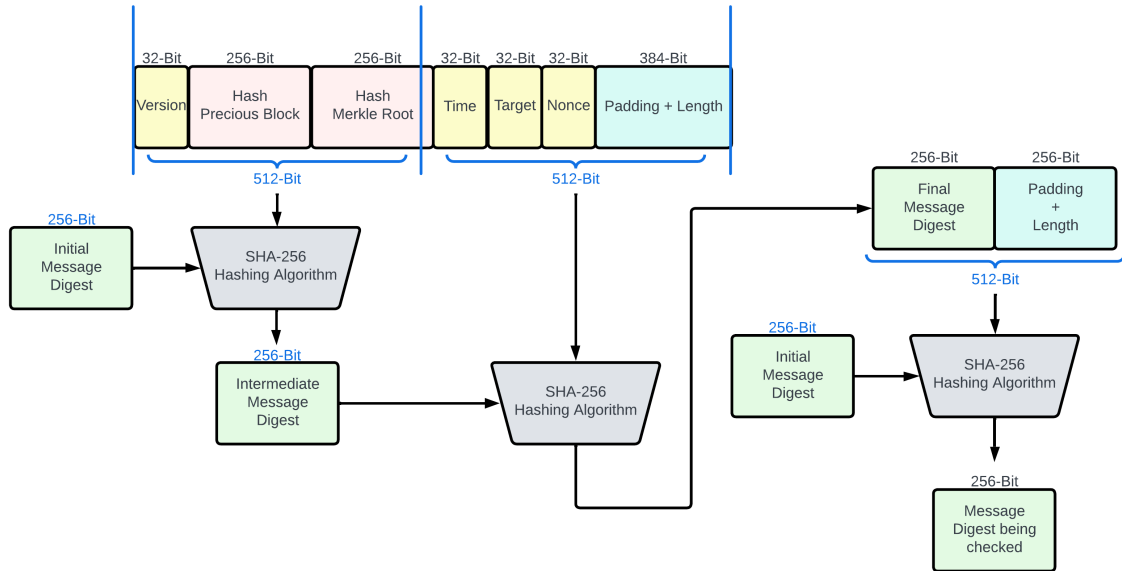 32-Bit
256-Bit
256-Bit
32-Bit
32-Bit
32-Bit
384-Bit
Version
Hash
Precious Block
Hash
Merkle Root
Time
Target
Nonce
Padding + Length
512-Bit
512-Bit
256-Bit
Initial
Message
Digest
SHA-256
Hashing Algorithm
256-Bit
Intermediate
Message
Digest
SHA-256
Hashing Algorithm
256-Bit
256-Bit
Final
Message
Digest
Padding
+
Length
512-Bit
256-Bit
Initial
Message
Digest
SHA-256
Hashing Algorithm
256-Bit
Message
Digest being
checked